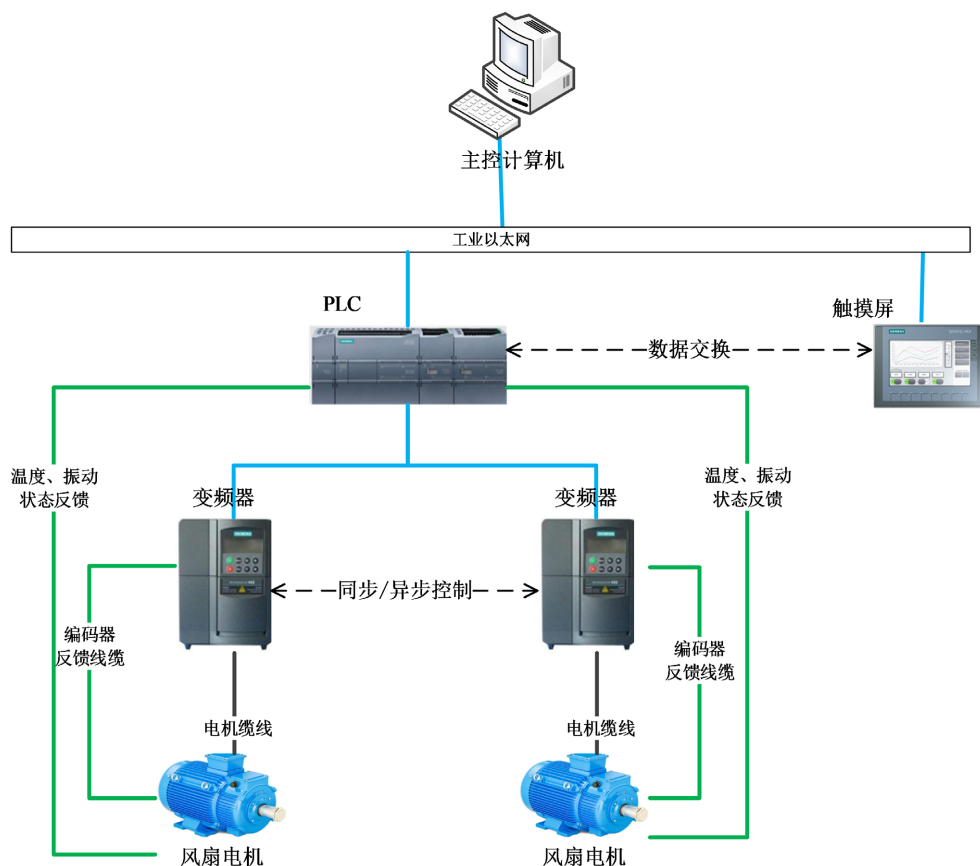 主控计算机
工业以太网
PLC
触摸屏
SIEMENS
SIEMENS
数据交换
温度、振动
状态反馈
温度、振动
状态反馈
变频器
变频器
SIEMENS
SIEMENS
同步/异步控制
编码器
反馈线缆
编码器
反馈线缆
电机缆线
电机缆线
风扇电机
风扇电机